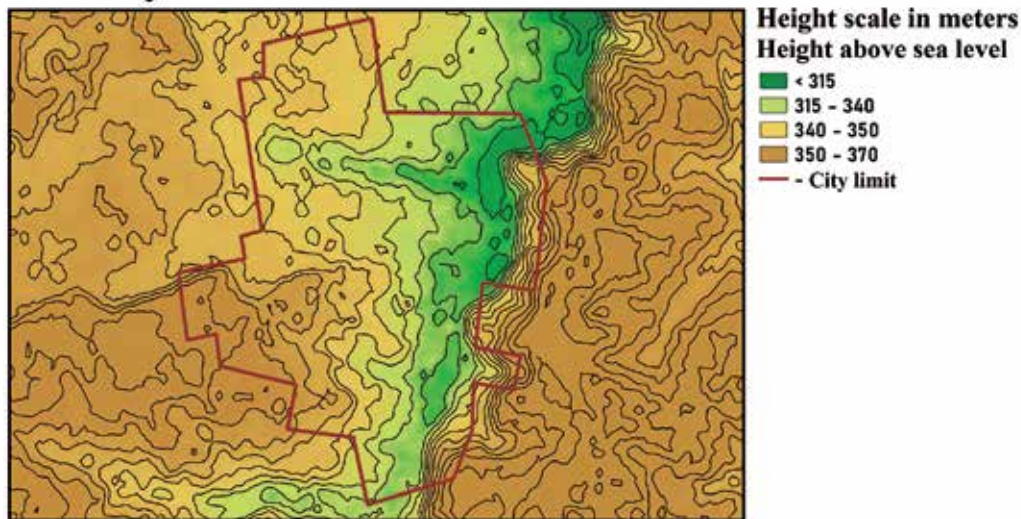 Height scale in meters
Height above sea level
< 315
315 - 340
340 - 350
350 - 370
- City limit